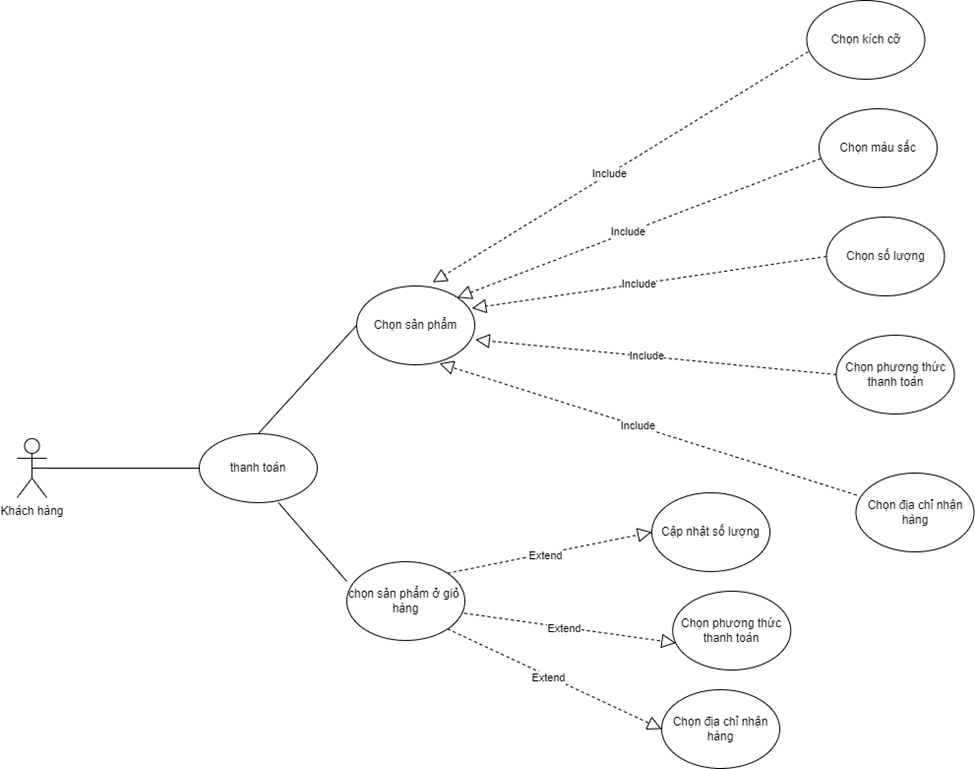 Chọn kích cỡ
Chọn màu sắc
Include
Include
Chọn số lượng
Include
Chọn sản phẩm
Include
Chọn phương thức
thanh toán
Include
thanh toán
Khách hàng
Chọn địa chỉ nhận
hàng
Cập nhật số lượng
Extend
chọn sản phẩm ở giỏ
hàng
Extend
Chọn phương thức
thanh toán
Extend
Chọn địa chỉ nhận
hàng